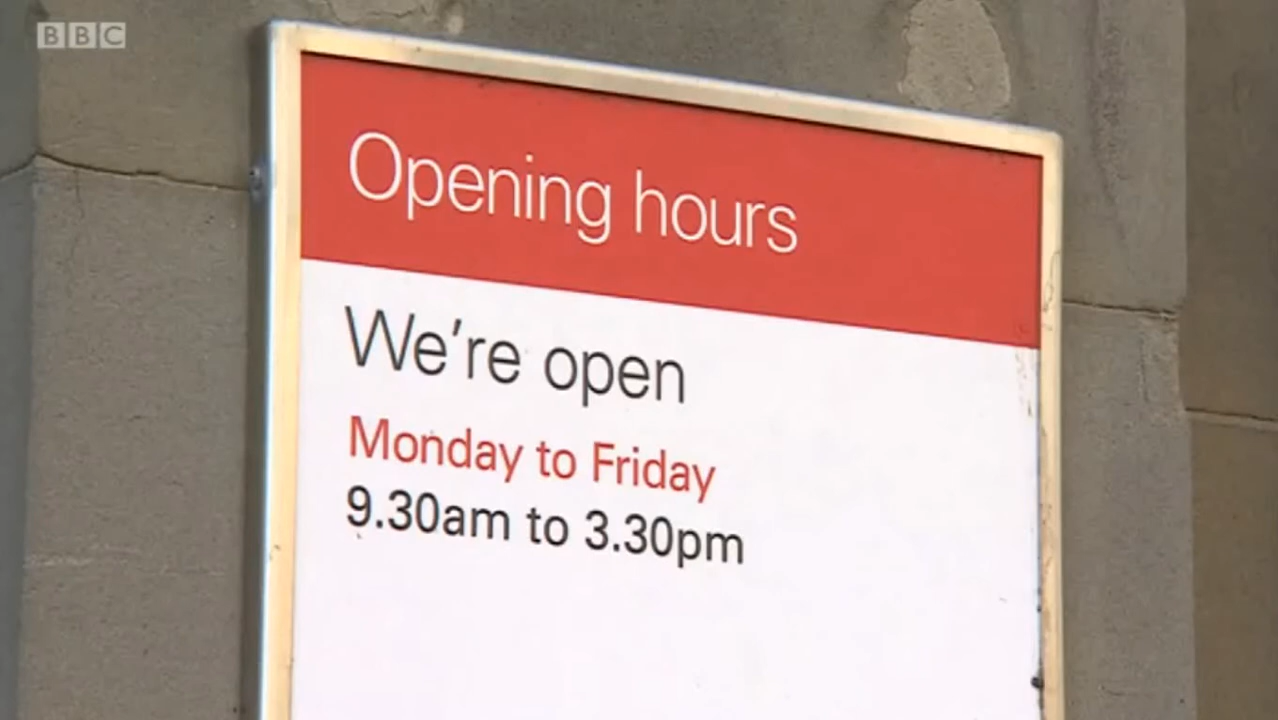 BBC
Opening hours
We're open
Monday to Friday
9.30am to 3.30pm